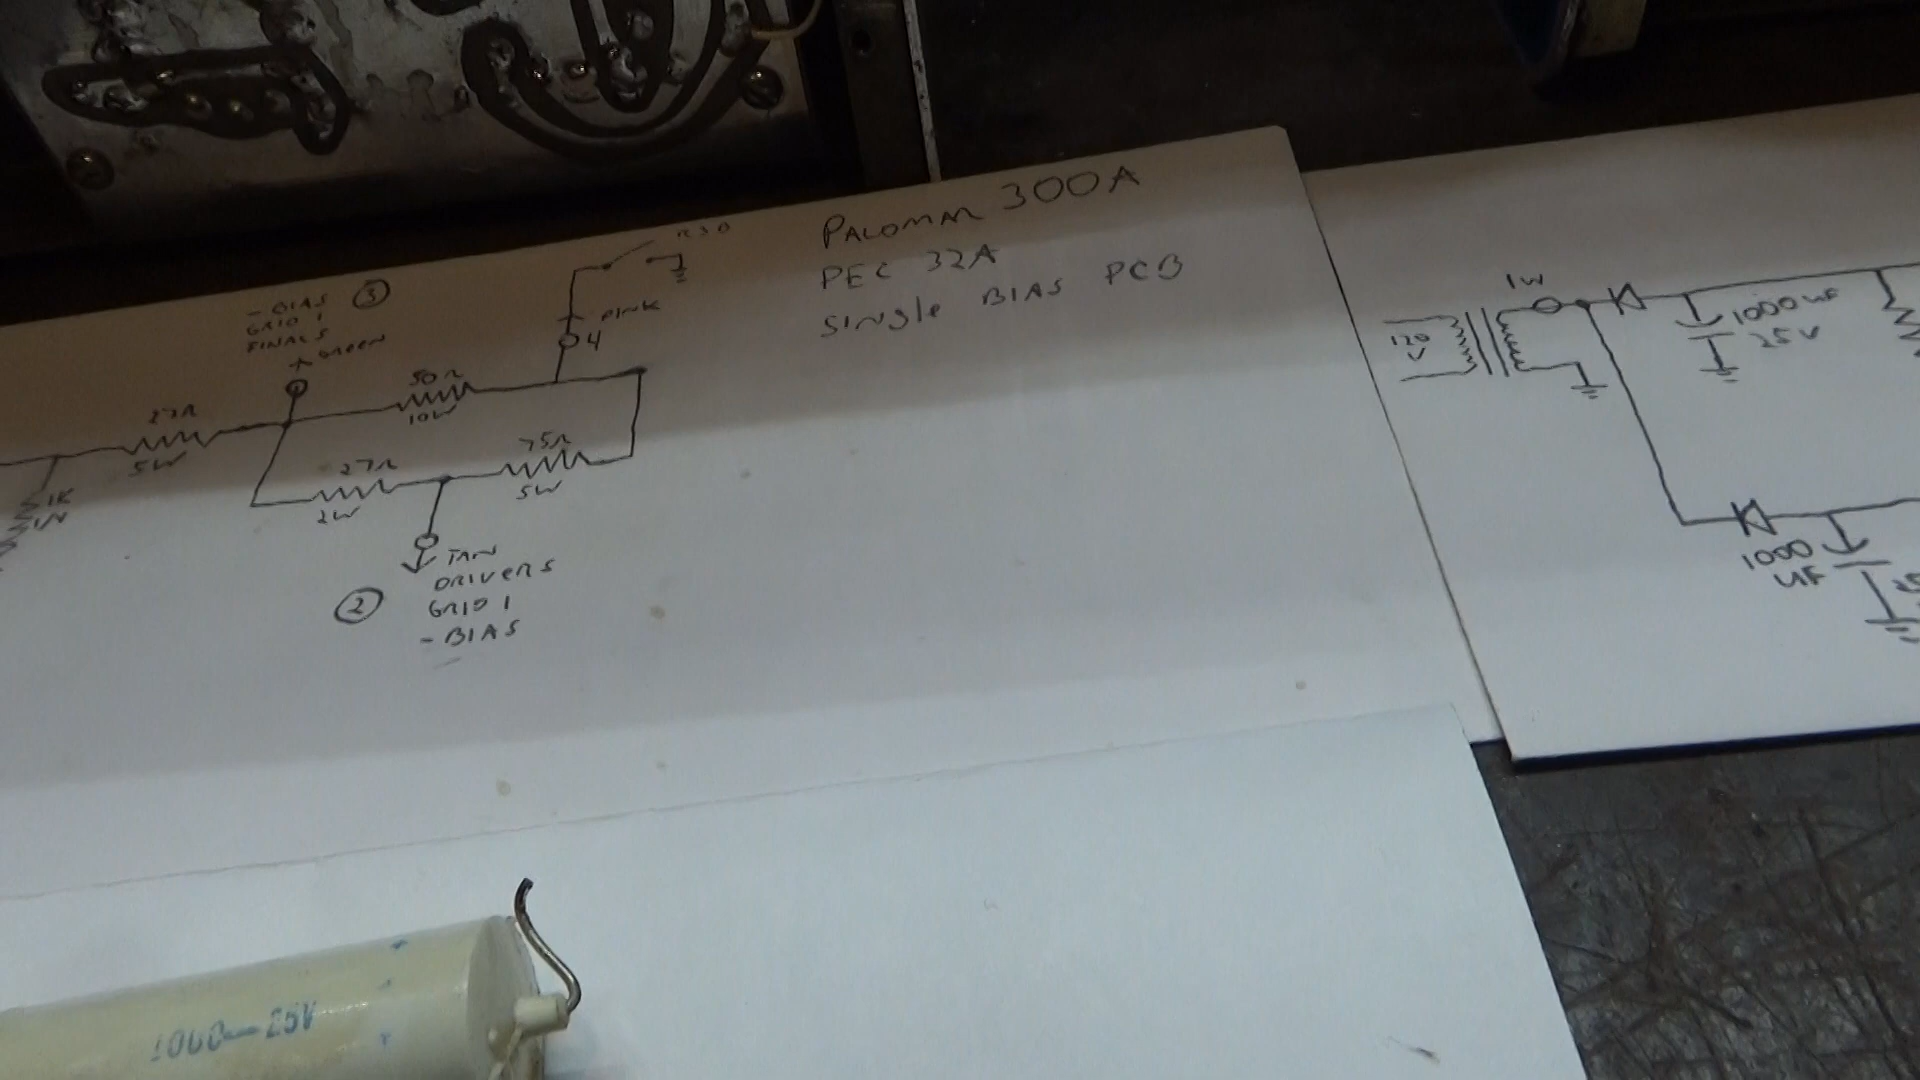 PALOMAR 300A
PEC 32A
SINGle BIAS PCB
- BIAS ③
GRID 1
FINALS
GREEN
PINK
4
27Ω
5W
50Ω
10W
27Ω
2W
75Ω
5W
1K
1W
TAN
DRIVERS
② GRID 1
- BIAS
1W
120
V
1000 uF
25V
1000
uF
25
1000-25V